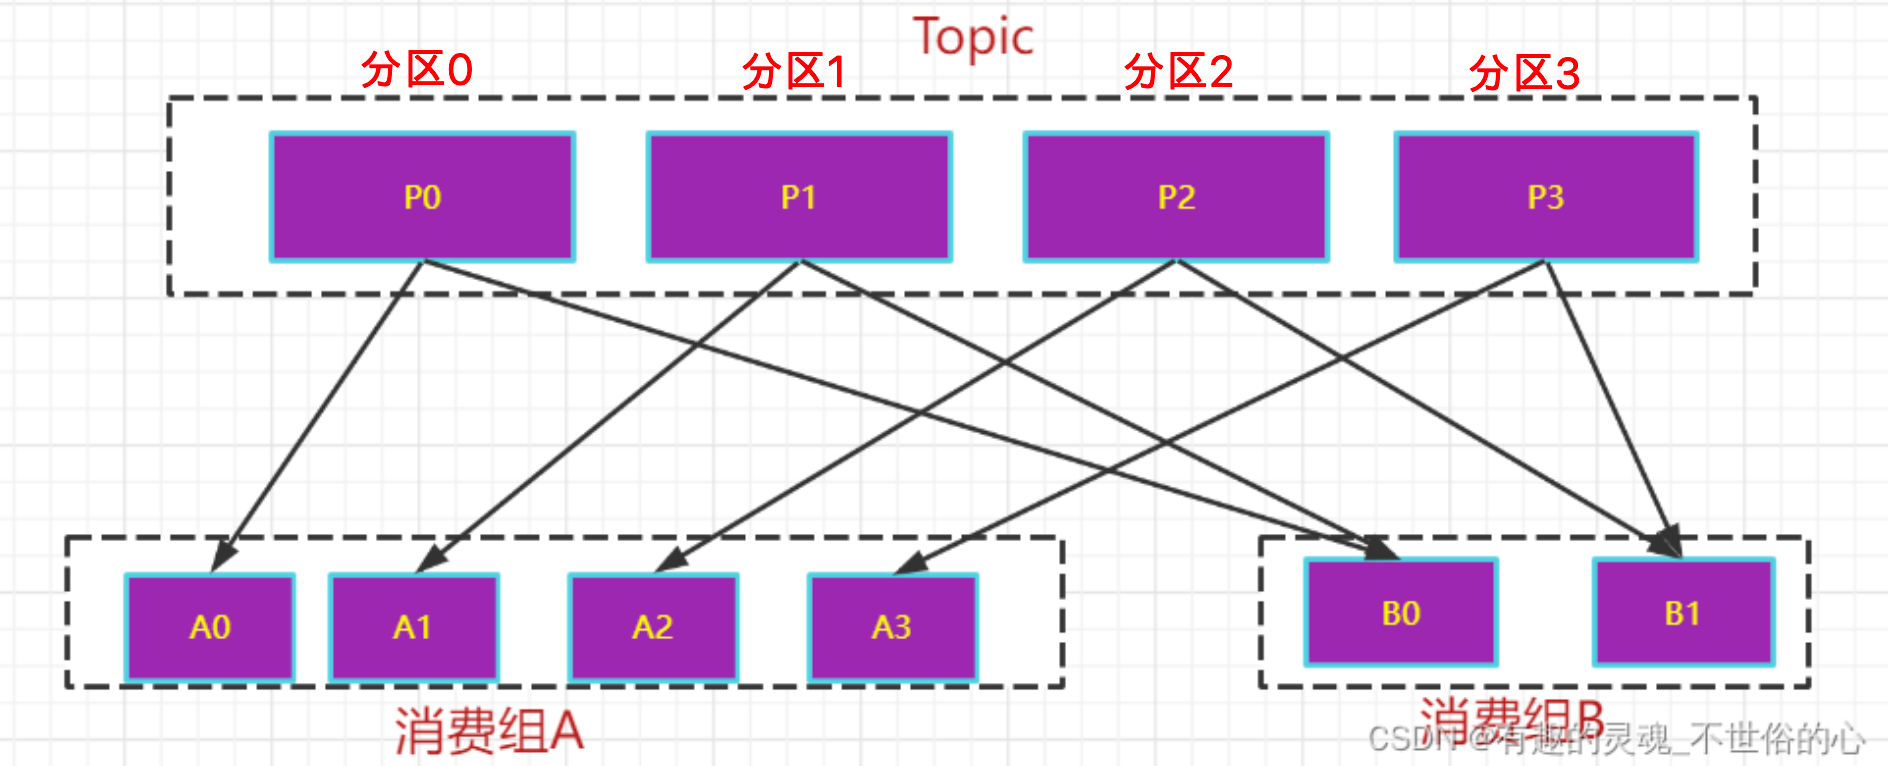 Topic
分区0
分区1
分区2
分区3
P0
P1
P2
P3
A0
A1
A2
A3
B0
B1
消费组A
消费组B
CSDN @有趣的灵魂_不世俗的心